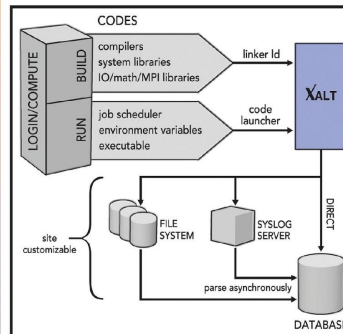 CODES
LOGIN/COMPUTE
BUILD
compilers
system libraries
IO/math/MPI libraries
linker ld
RUN
job scheduler
environment variables
executable
code
launcher
XALT
DIRECT
site
customizable
FILE
SYSTEM
SYSLOG
SERVER
parse asynchronously
DATABASE